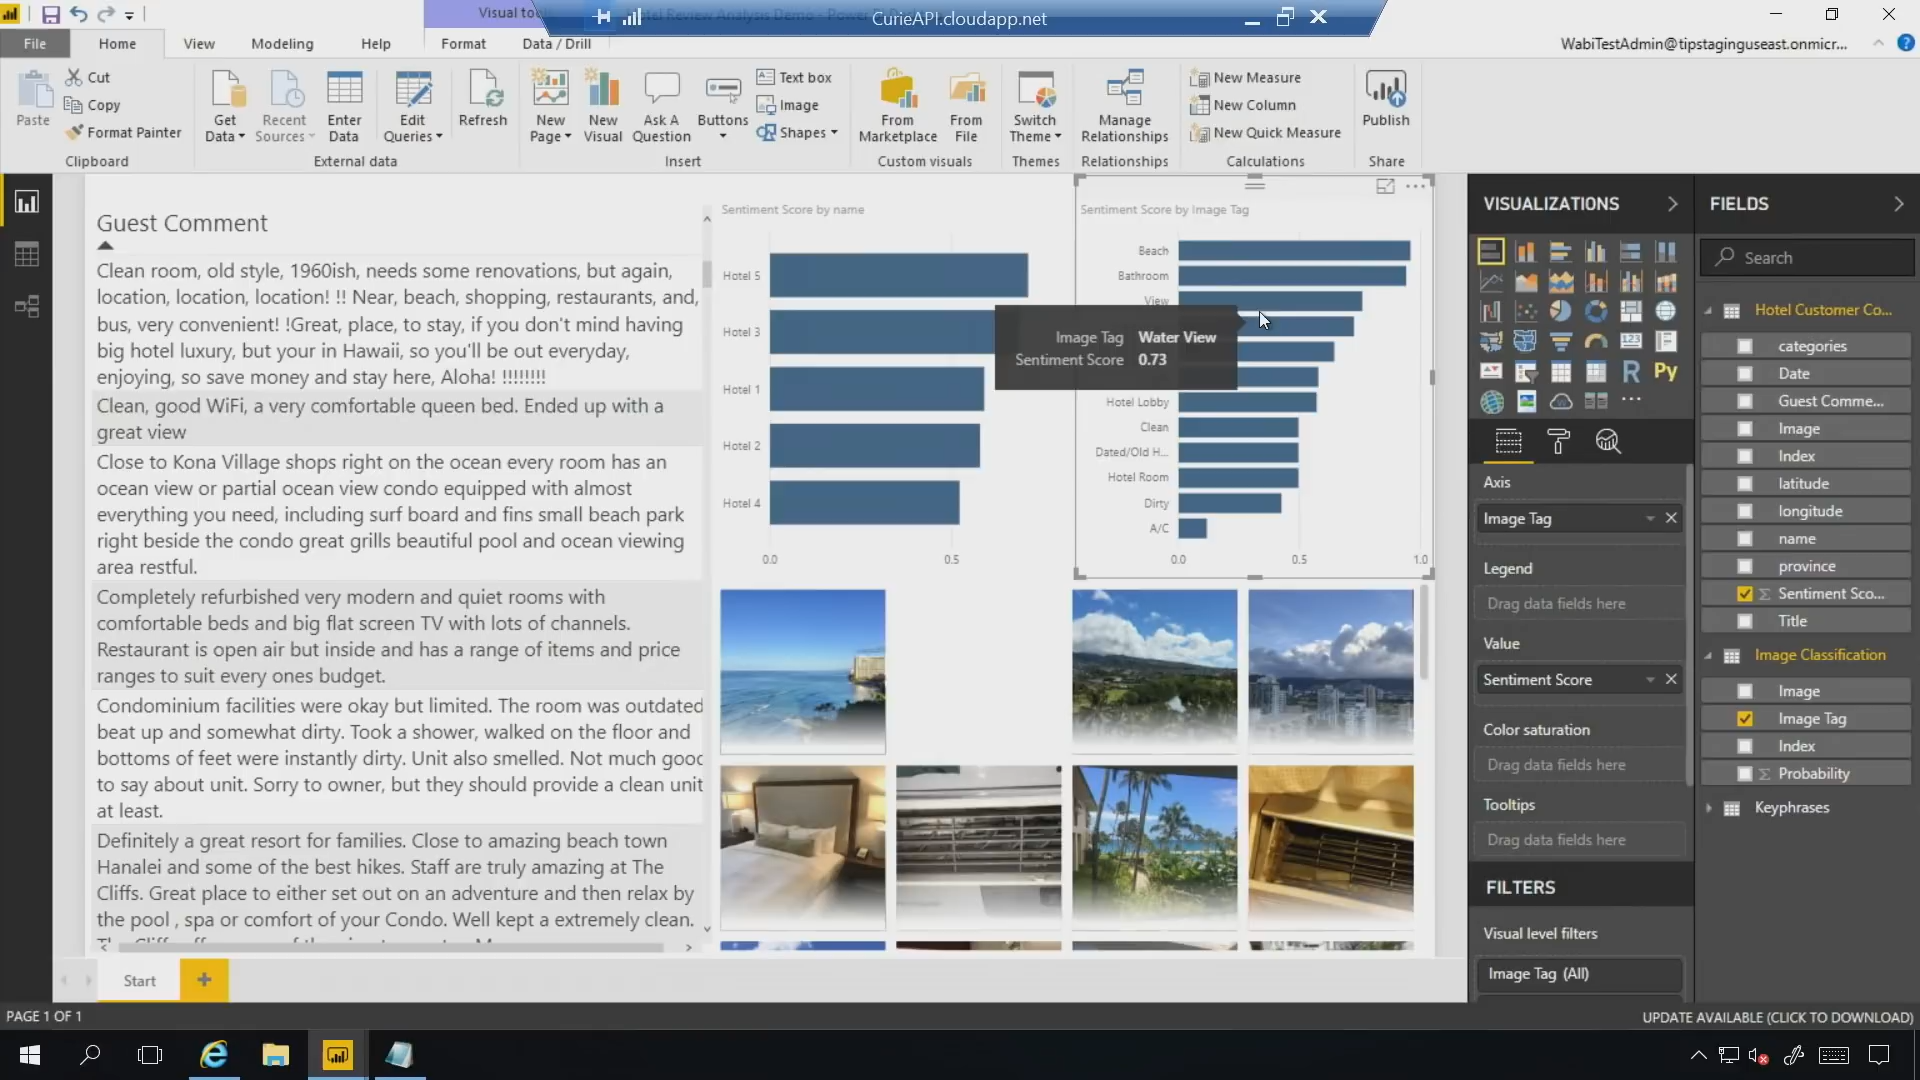 Visual too
Hotel Review Analysis Demo - Pow
CurieAPI.cloudapp.net
File
Home
View
Modeling
Help
Format
Data / Drill
WabiTestAdmin@tipstaginguseast.onmicr...
Paste
Cut
Copy
Format Painter
Clipboard
Get Data
Recent Sources
Enter Data
Edit Queries
Refresh
External data
New Page
New Visual
Ask A Question
Buttons
Text box
Image
Shapes
Insert
From Marketplace
From File
Custom visuals
Switch Theme
Themes
Manage Relationships
Relationships
New Measure
New Column
New Quick Measure
Calculations
Publish
Share
Guest Comment
Clean room, old style, 1960ish, needs some renovations, but again,
location, location, location! !! Near, beach, shopping, restaurants, and,
bus, very convenient! !Great, place, to stay, if you don't mind having
big hotel luxury, but your in Hawaii, so you'll be out everyday,
enjoying, so save money and stay here, Aloha! !!!!!!!!
Clean, good WiFi, a very comfortable queen bed. Ended up with a
great view
Close to Kona Village shops right on the ocean every room has an
ocean view or partial ocean view condo equipped with almost
everything you need, including surf board and fins small beach park
right beside the condo great grills beautiful pool and ocean viewing
area restful.
Completely refurbished very modern and quiet rooms with
comfortable beds and big flat screen TV with lots of channels.
Restaurant is open air but inside and has a range of items and price
ranges to suit every ones budget.
Condominium facilities were okay but limited. The room was outdated
beat up and somewhat dirty. Took a shower, walked on the floor and
bottoms of feet were instantly dirty. Unit also smelled. Not much good
to say about unit. Sorry to owner, but they should provide a clean unit
at least.
Definitely a great resort for families. Close to amazing beach town
Hanalei and some of the best hikes. Staff are truly amazing at The
Cliffs. Great place to either set out on an adventure and then relax by
the pool , spa or comfort of your Condo. Well kept a extremely clean.
Sentiment Score by name
Hotel 5
Hotel 3
Hotel 1
Hotel 2
Hotel 4
0.0
0.5
Sentiment Score by Image Tag
Beach
Bathroom
View
Image Tag Water View
Sentiment Score 0.73
Hotel Lobby
Clean
Dated/Old H...
Hotel Room
Dirty
A/C
0.0
0.5
1.0
VISUALIZATIONS
R
Py
Axis
Image Tag
Legend
Drag data fields here
Value
Sentiment Score
Color saturation
Drag data fields here
Tooltips
Drag data fields here
FILTERS
Visual level filters
Image Tag (All)
FIELDS
Search
Hotel Customer Co...
categories
Date
Guest Comme...
Image
Index
latitude
longitude
name
province
Sentiment Sco...
Title
Image Classification
Image
Image Tag
Index
Probability
Keyphrases
Start
PAGE 1 OF 1
UPDATE AVAILABLE (CLICK TO DOWNLOAD)